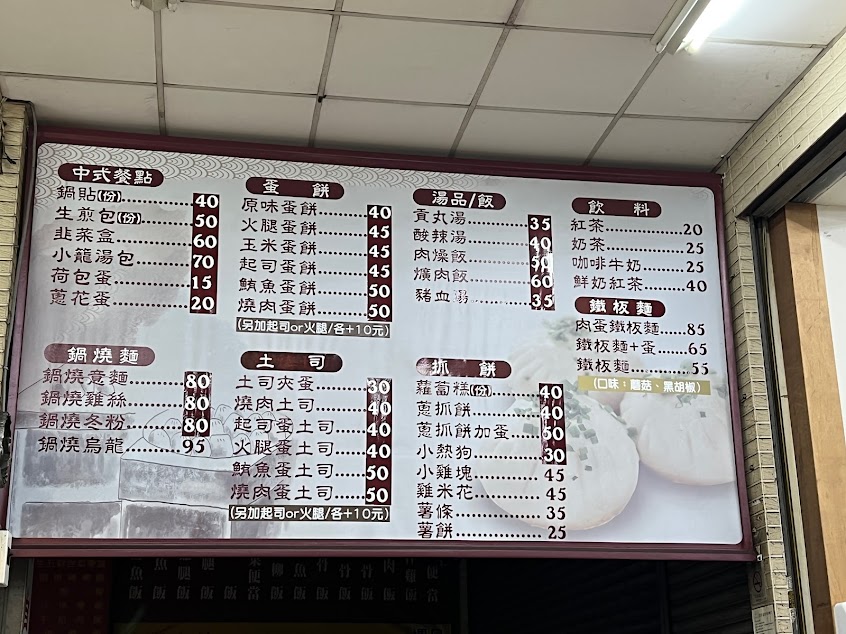 中式餐點
鍋貼(份)........40
生煎包(份)........50
韭菜盒........60
小龍湯包........70
荷包蛋........15
蔥花蛋........20
蛋餅
原味蛋餅........40
火腿蛋餅........45
玉米蛋餅........45
起司蛋餅........45
鮪魚蛋餅........50
燒肉蛋餅........50
(另加起司or火腿/各+10元)
湯品/飯
貢丸湯........35
酸辣湯........40
肉燥飯........50
爌肉飯........60
豬血湯........35
飲料
紅茶........20
奶茶........25
咖啡牛奶........25
鮮奶紅茶........40
鐵板麵
肉蛋鐵板麵......85
鐵板麵+蛋......65
鐵板麵........55
(口味：蘑菇、黑胡椒)
鍋燒麵
鍋燒意麵........80
鍋燒雞絲........80
鍋燒冬粉........80
鍋燒烏龍........95
土司
土司夾蛋........30
燒肉土司........40
起司蛋土司......40
火腿蛋土司......40
鮪魚蛋土司......50
燒肉蛋土司......50
(另加起司or火腿/各+10元)
抓餅
蘿蔔糕(份)........40
蔥抓餅........40
蔥抓餅加蛋......50
小熱狗........30
小雞塊........45
雞米花........45
薯條........35
薯餅........25